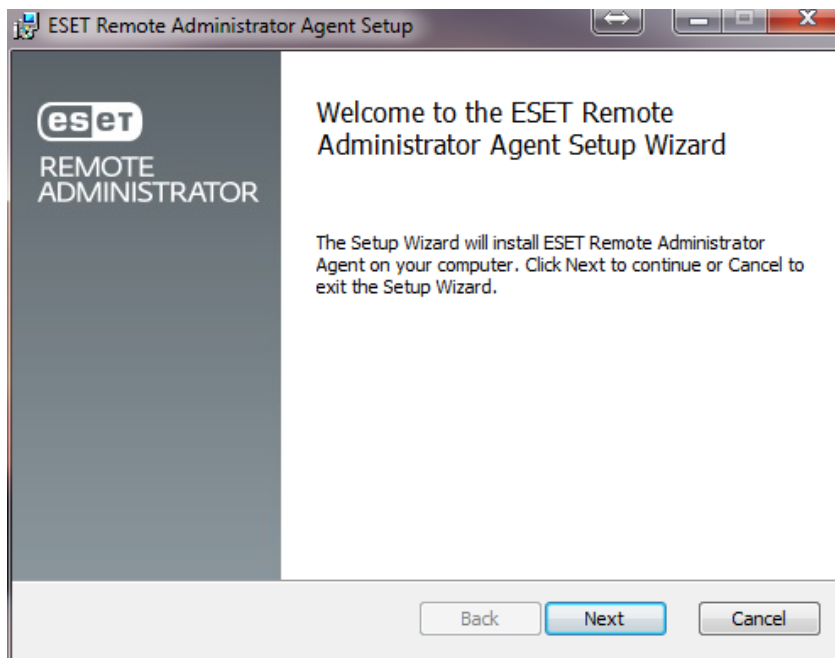 ESET Remote Administrator Agent Setup
eset
REMOTE
ADMINISTRATOR
Welcome to the ESET Remote
Administrator Agent Setup Wizard
The Setup Wizard will install ESET Remote Administrator
Agent on your computer. Click Next to continue or Cancel to
exit the Setup Wizard.
Back
Next
Cancel